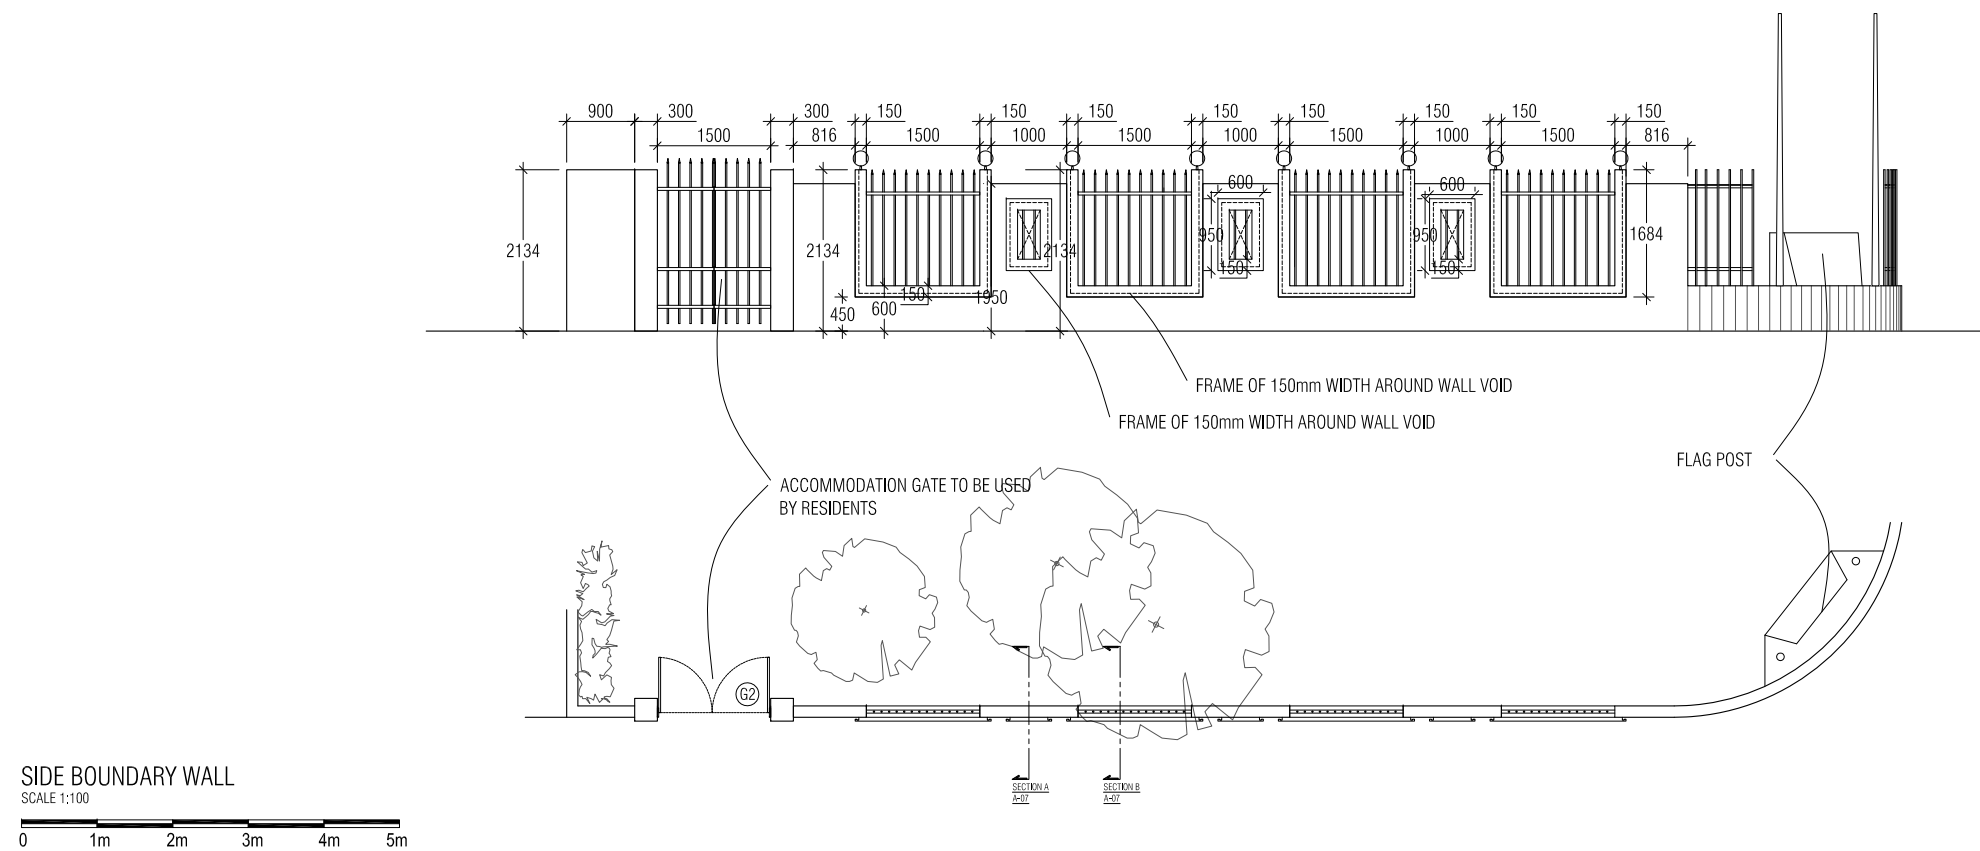 900 300 300 150 150 150 150 150 150 150 150
1500 816 1500 1000 1500 1000 1500 1000 1500 816
600 600
2134 2134 2134 950 950 1684
150 150
450 600 150 1950
FRAME OF 150mm WIDTH AROUND WALL VOID
FRAME OF 150mm WIDTH AROUND WALL VOID
FLAG POST
ACCOMMODATION GATE TO BE USED
BY RESIDENTS
G2
SECTION A
A-07
SECTION B
A-07
SIDE BOUNDARY WALL
SCALE 1:100
0 1m 2m 3m 4m 5m